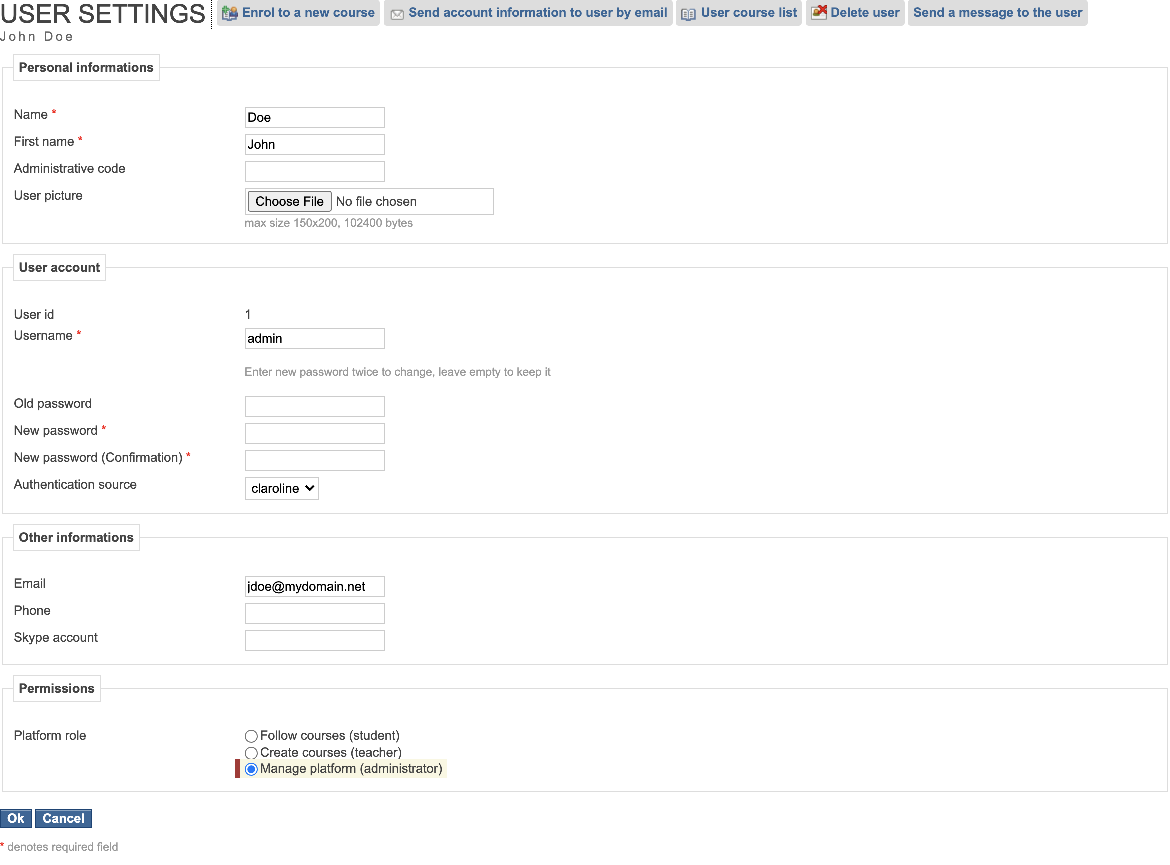 USER SETTINGS Enrol to a new course Send account information to user by email User course list Delete user Send a message to the user
John Doe
Personal informations
Name * Doe
First name * John
Administrative code
User picture Choose File No file chosen
max size 150x200, 102400 bytes
User account
User id 1
Username * admin
Enter new password twice to change, leave empty to keep it
Old password
New password *
New password (Confirmation) *
Authentication source claroline
Other informations
Email jdoe@mydomain.net
Phone
Skype account
Permissions
Platform role Follow courses (student)
Create courses (teacher)
Manage platform (administrator)
Ok Cancel
* denotes required field